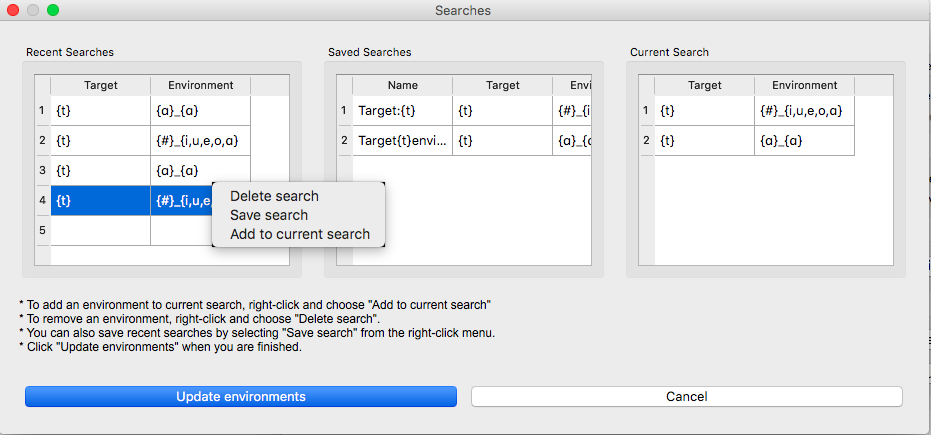 Searches
Recent Searches
Target Environment
1 {t} {ɑ}_{ɑ}
2 {t} {#}_{i,u,e,o,ɑ}
3 {t} {ɑ}_{ɑ}
4 {t} {#}_{i,u,e,
5
Delete search
Save search
Add to current search
Saved Searches
Name Target Envi
1 Target:{t} {t} {#}_{i
2 Target{t}envi... {t} {ɑ}_{ɑ
Current Search
Target Environment
1 {t} {#}_{i,u,e,o,ɑ}
2 {t} {ɑ}_{ɑ}
* To add an environment to current search, right-click and choose "Add to current search"
* To remove an environment, right-click and choose "Delete search".
* You can also save recent searches by selecting "Save search" from the right-click menu.
* Click "Update environments" when you are finished.
Update environments Cancel